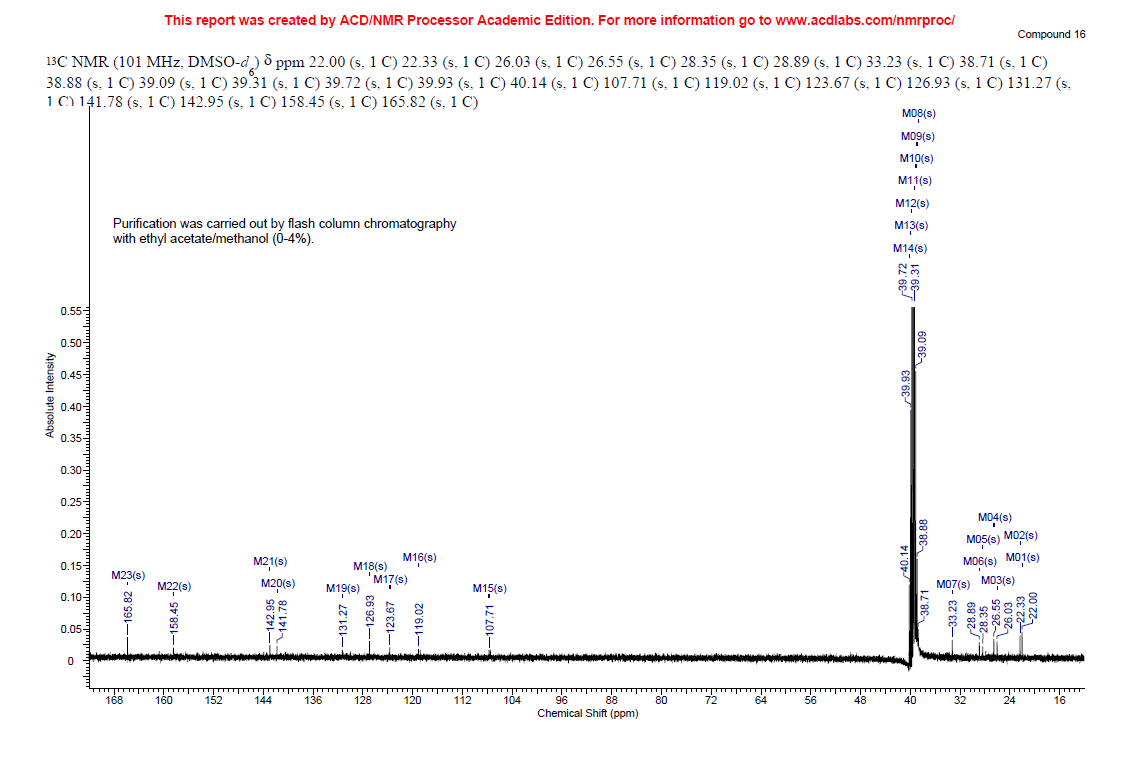 This report was created by ACD/NMR Processor Academic Edition. For more information go to www.acdlabs.com/nmrproc/
Compound 16
13C NMR (101 MHz, DMSO-d6) δ ppm 22.00 (s, 1 C) 22.33 (s, 1 C) 26.03 (s, 1 C) 26.55 (s, 1 C) 28.35 (s, 1 C) 28.89 (s, 1 C) 33.23 (s, 1 C) 38.71 (s, 1 C)
38.88 (s, 1 C) 39.09 (s, 1 C) 39.31 (s, 1 C) 39.72 (s, 1 C) 39.93 (s, 1 C) 40.14 (s, 1 C) 107.71 (s, 1 C) 119.02 (s, 1 C) 123.67 (s, 1 C) 126.93 (s, 1 C) 131.27 (s,
1 C) 141.78 (s, 1 C) 142.95 (s, 1 C) 158.45 (s, 1 C) 165.82 (s, 1 C)
M08(s)
M09(s)
M10(s)
M11(s)
M12(s)
M13(s)
M14(s)
Purification was carried out by flash column chromatography
with ethyl acetate/methanol (0-4%).
39.72
39.31
39.09
39.93
38.88
40.14
38.71
M04(s)
M02(s)
M05(s)
M01(s)
M06(s)
M03(s)
M07(s)
M16(s)
M21(s)
M18(s)
M23(s)
M17(s)
M20(s)
M22(s)
M19(s)
M15(s)
165.82
158.45
142.95
141.78
131.27
126.93
123.67
119.02
107.71
33.23
28.89
28.35
26.55
26.03
22.33
22.00
Absolute Intensity
0.55
0.50
0.45
0.40
0.35
0.30
0.25
0.20
0.15
0.10
0.05
0
168 160 152 144 136 128 120 112 104 96 88 80 72 64 56 48 40 32 24 16
Chemical Shift (ppm)